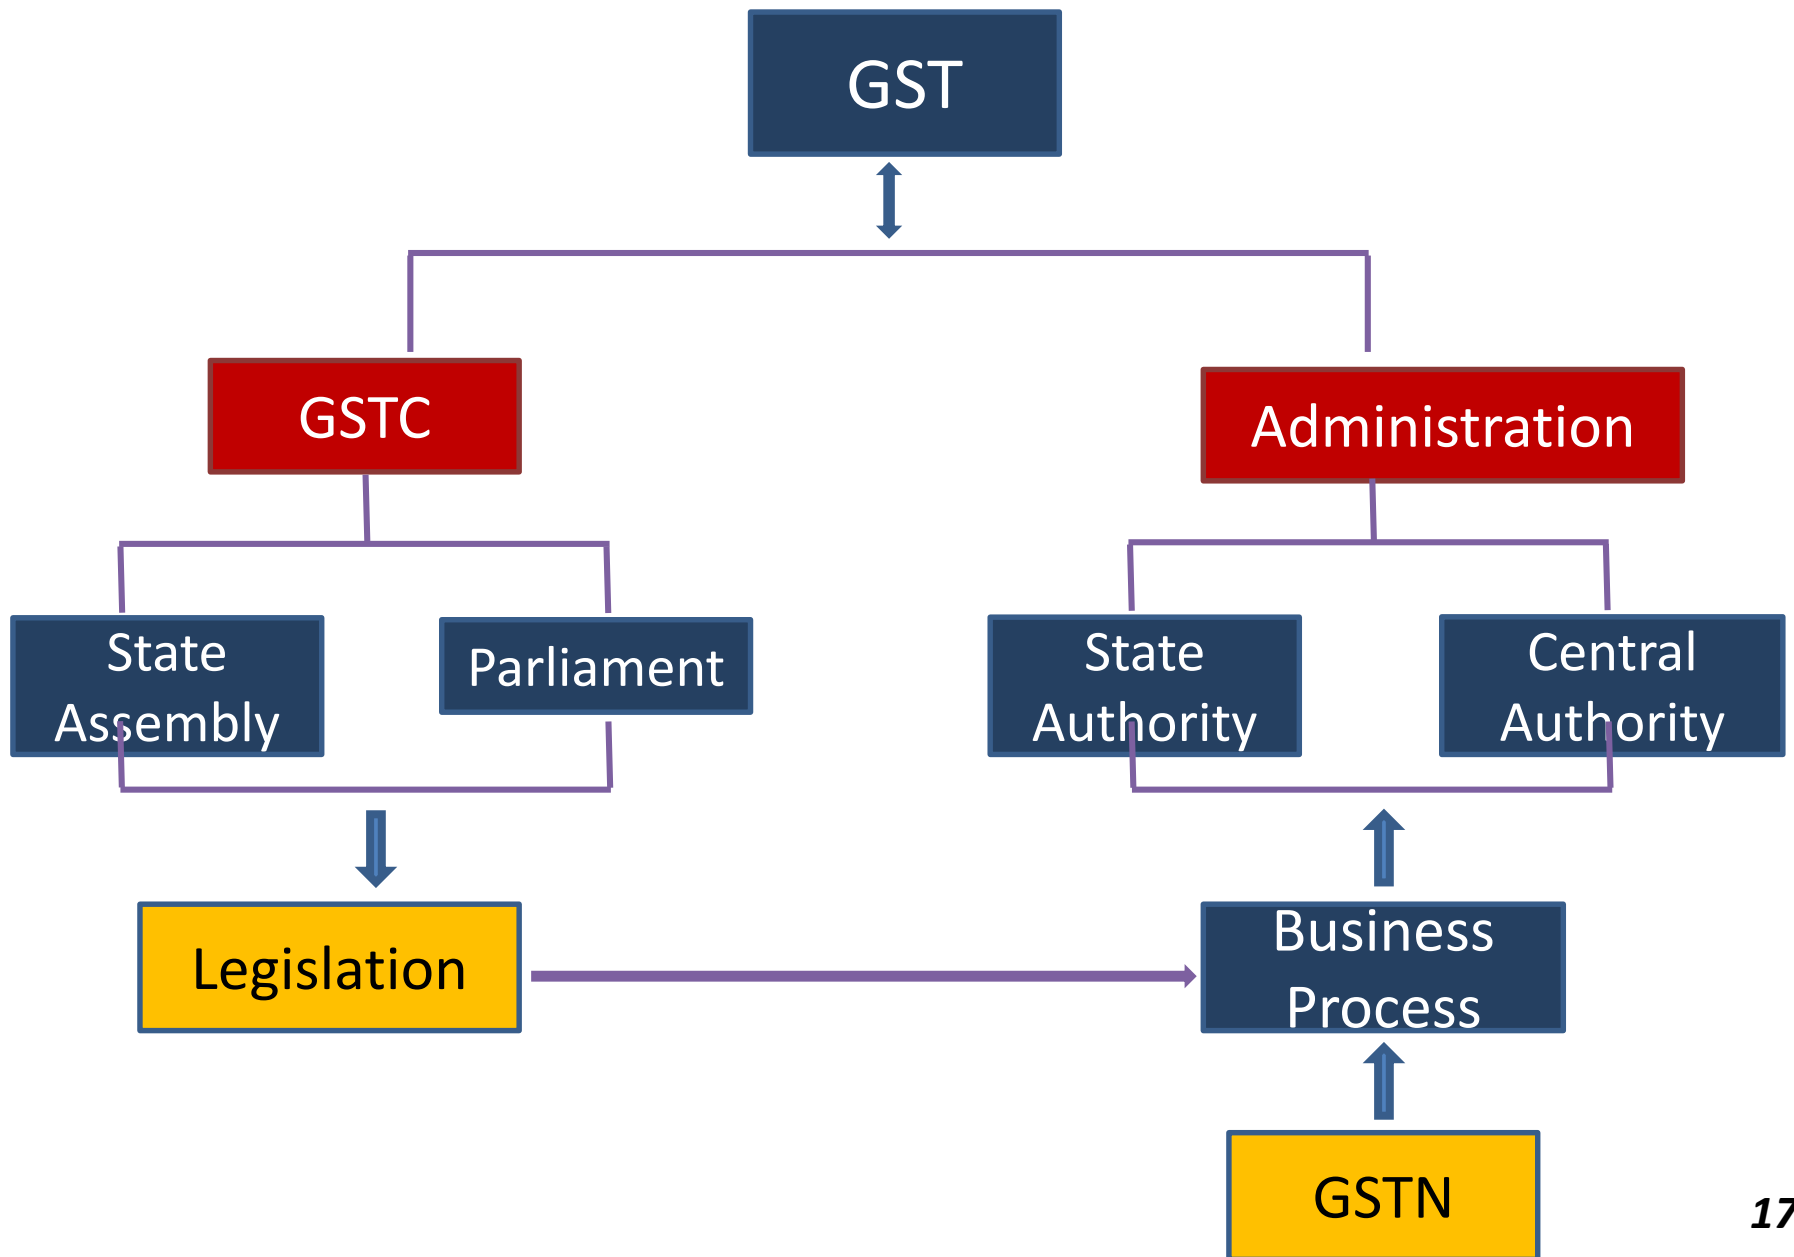 GST
GSTC
Administration
State
Assembly
Parliament
State
Authority
Central
Authority
Legislation
Business
Process
GSTN
17